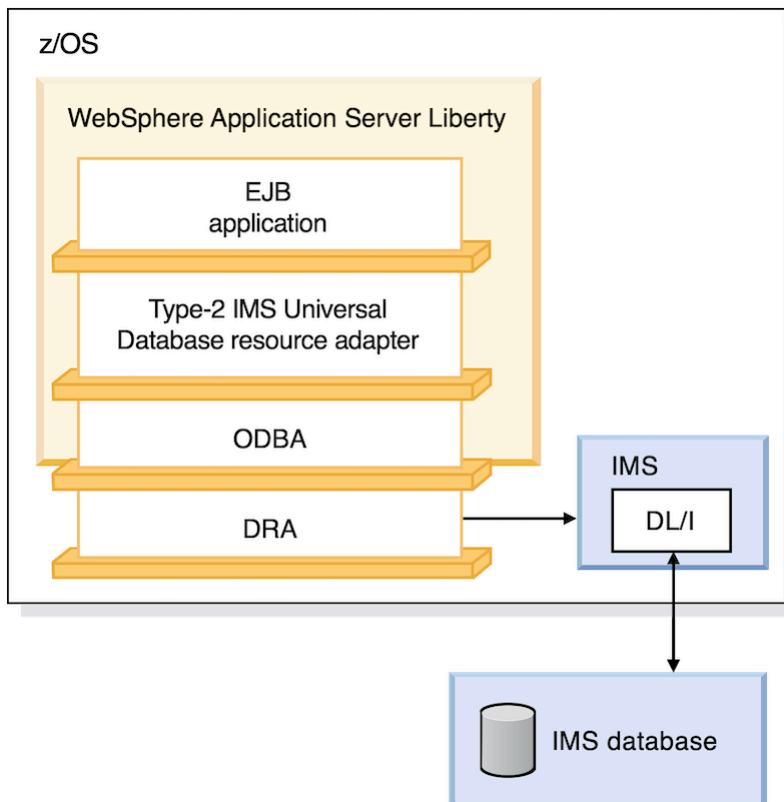 z/OS
WebSphere Application Server Liberty
EJB
application
Type-2 IMS Universal
Database resource adapter
ODBA
DRA
IMS
DL/I
IMS database